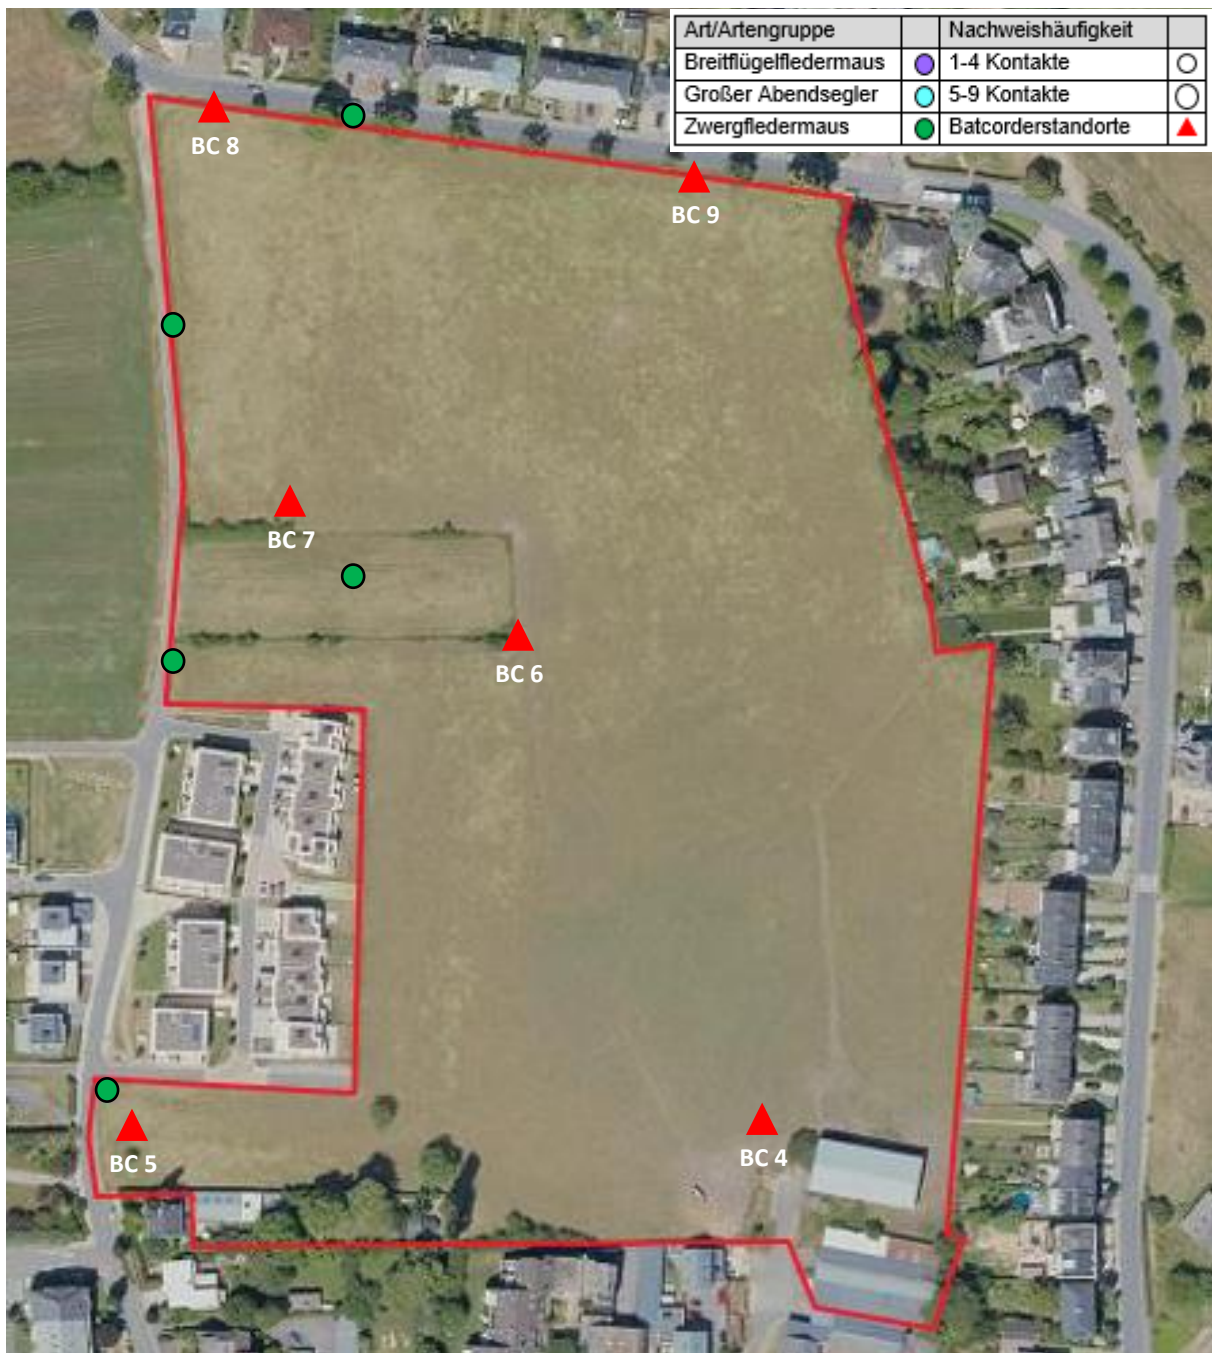 Art/Artengruppe Nachweishäufigkeit
Breitflügelfledermaus 1-4 Kontakte
Großer Abendsegler 5-9 Kontakte
Zwergfledermaus Batcorderstandorte
BC 8
BC 9
BC 7
BC 6
BC 5
BC 4